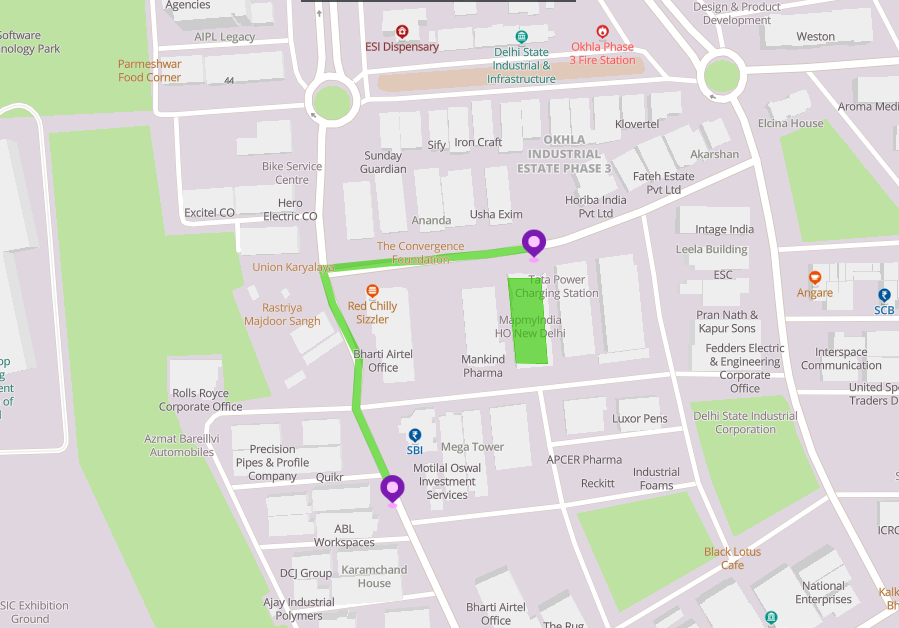 Agencies
Design & Product
Development
Software
AIPL Legacy
ESI Dispensary
Weston
nology Park
Okhla Phase
3 Fire Station
Delhi State
Industrial &
Infrastructure
Parmeshwar
Food Corner
44
Aroma Medi
Klovertel
Elcina House
Sify
Iron Craft
OKHLA
INDUSTRIAL
ESTATE PHASE 3
Sunday
Guardian
Akarshan
Bike Service
Centre
Fateh Estate
Pvt Ltd
Horiba India
Pvt Ltd
Excitel CO
Hero
Electric CO
Ananda
Usha Exim
Intage India
The Convergence
Foundation
Leela Building
Union Karyalaya
ESC
Tata Power
Charging Station
Angare
SCB
Rastriya
Majdoor Sangh
Red Chilly
Sizzler
MapmyIndia
HO New Delhi
Pran Nath &
Kapur Sons
Bharti Airtel
Office
Mankind
Pharma
Fedders Electric
& Engineering
Corporate
Office
Interspace
Communication
op
g
ent
of
Rolls Royce
Corporate Office
United Sp
Traders D
Luxor Pens
Delhi State Industrial
Corporation
Azmat Bareillvi
Automobiles
SBI
Mega Tower
Precision
Pipes & Profile
Company
Quikr
Motilal Oswal
Investment
Services
APCER Pharma
Reckitt
Industrial
Foams
ABL
Workspaces
ICRC
Black Lotus
Cafe
DCJ Group
Karamchand
House
National
Enterprises
Kalk
Bh
SIC Exhibition
Ground
Ajay Industrial
Polymers
Bharti Airtel
Office
The Rug